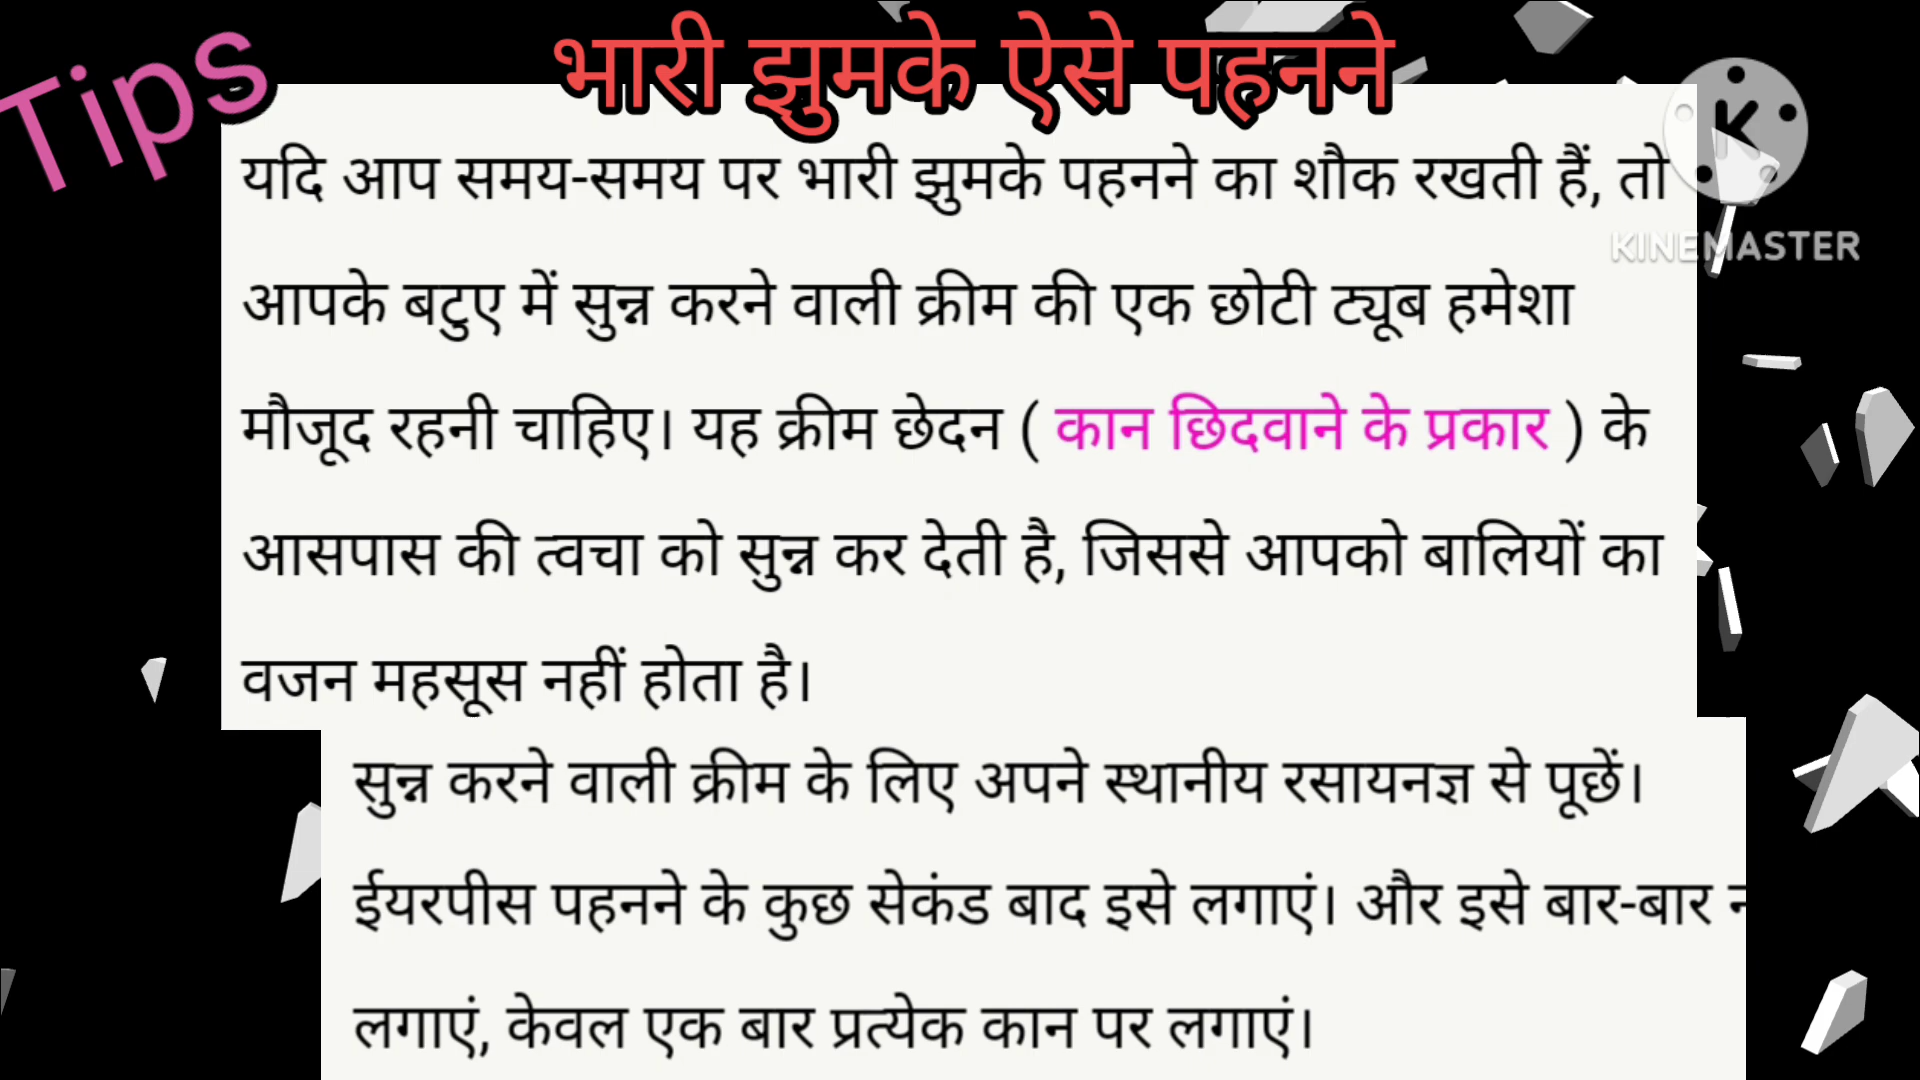 Tips
भारी झुमके ऐसे पहनने
यदि आप समय-समय पर भारी झुमके पहनने का शौक रखती हैं, तो
आपके बटुए में सुन्न करने वाली क्रीम की एक छोटी ट्यूब हमेशा
मौजूद रहनी चाहिए। यह क्रीम छेदन ( कान छिदवाने के प्रकार ) के
आसपास की त्वचा को सुन्न कर देती है, जिससे आपको बालियों का
वजन महसूस नहीं होता है।
सुन्न करने वाली क्रीम के लिए अपने स्थानीय रसायनज्ञ से पूछें।
ईयरपीस पहनने के कुछ सेकंड बाद इसे लगाएं। और इसे बार-बार
लगाएं, केवल एक बार प्रत्येक कान पर लगाएं।
K
KINEMASTER